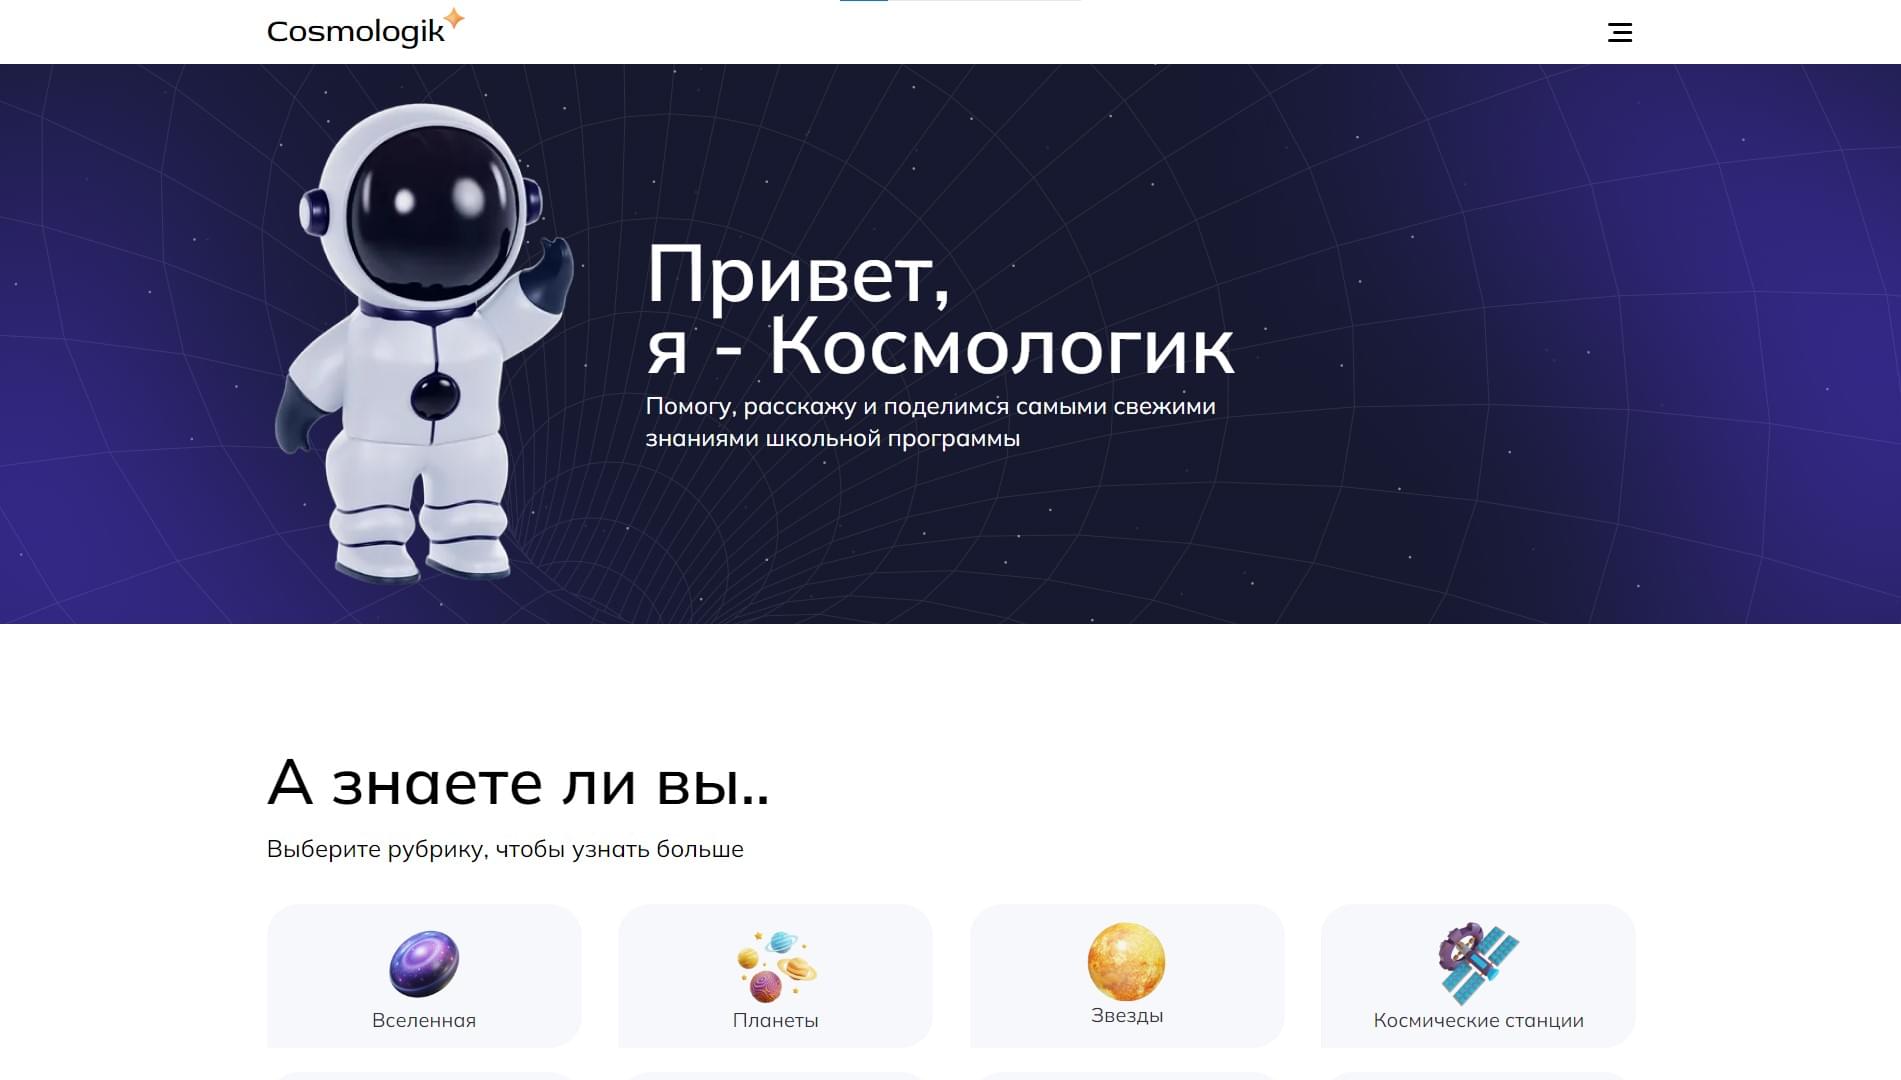 Cosmologik
Привет,
я - Космологик
Помогу, расскажу и поделимся самыми свежими
знаниями школьной программы
А знаете ли вы..
Выберите рубрику, чтобы узнать больше
Вселенная
Планеты
Звезды
Космические станции